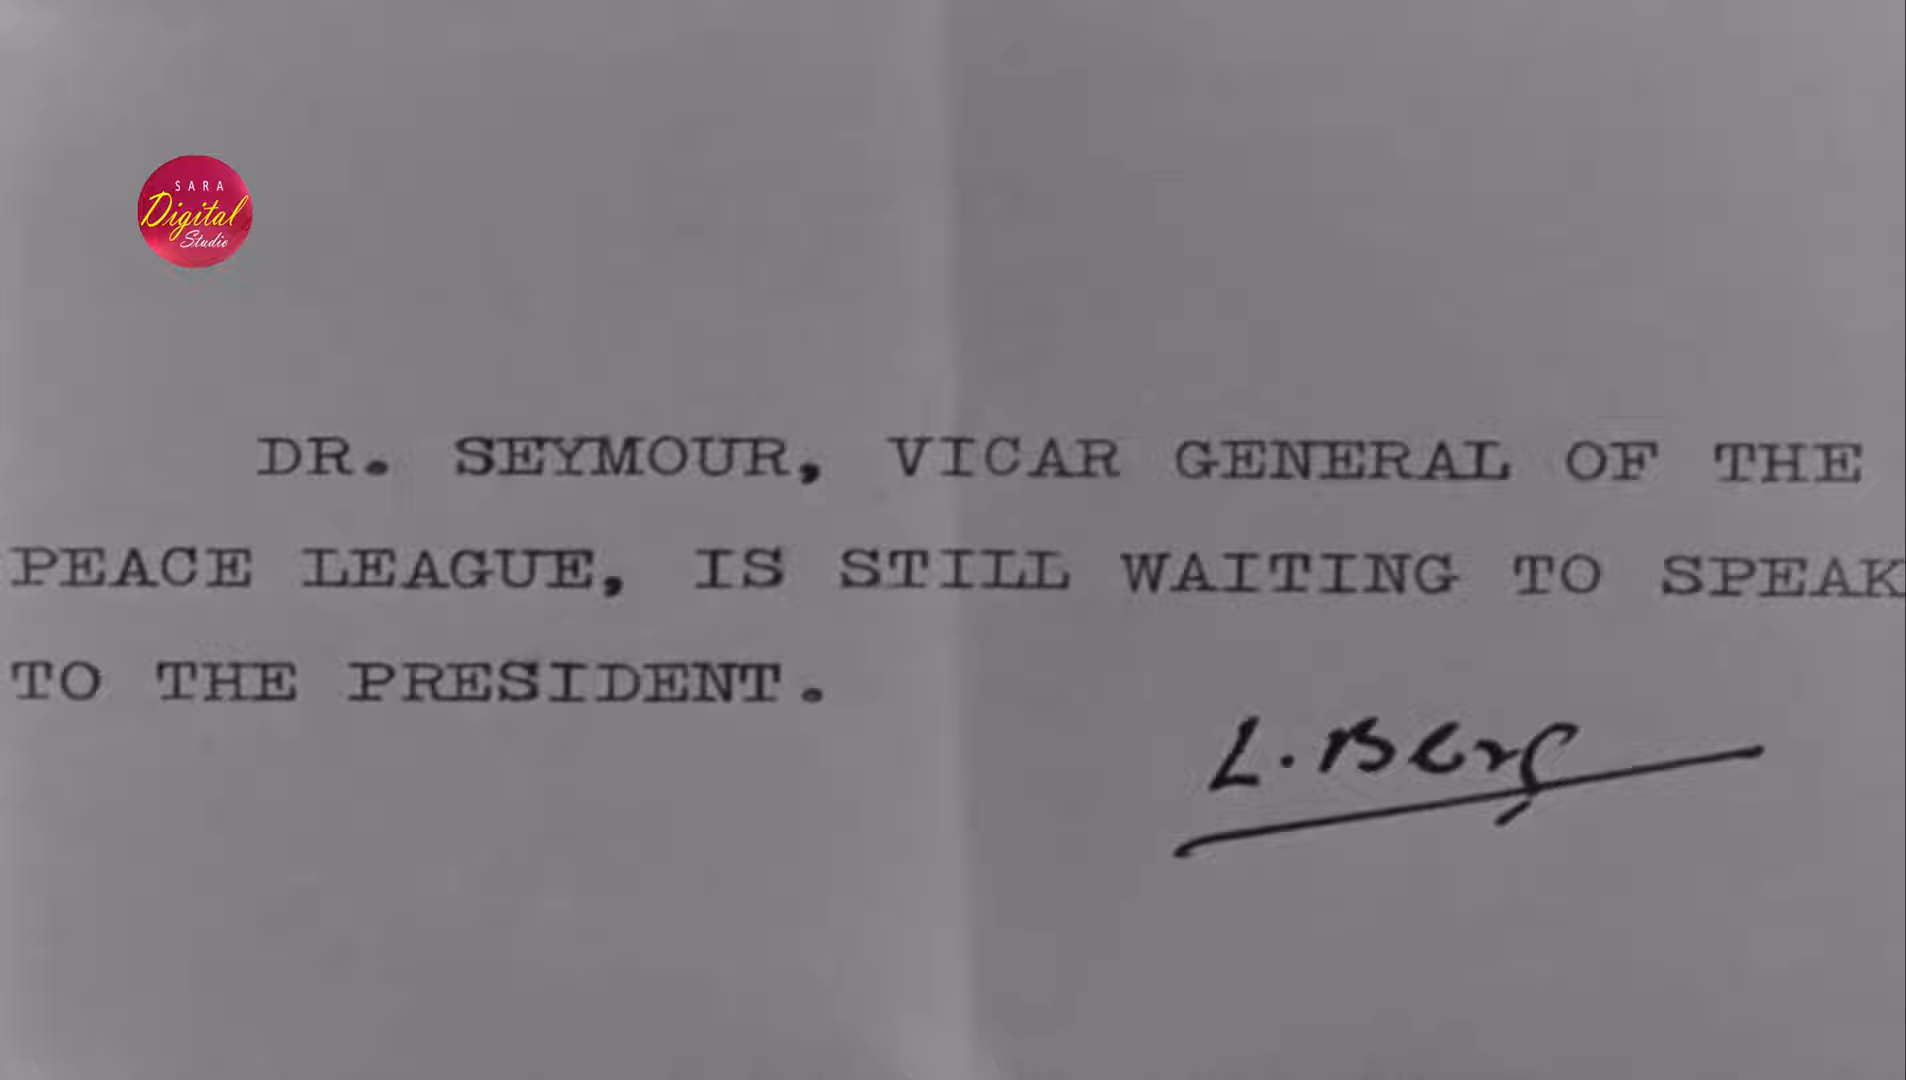 SARA
Digital
Studio
DR. SEYMOUR, VICAR GENERAL OF THE
PEACE LEAGUE, IS STILL WAITING TO SPEAK
TO THE PRESIDENT.
L. Berg